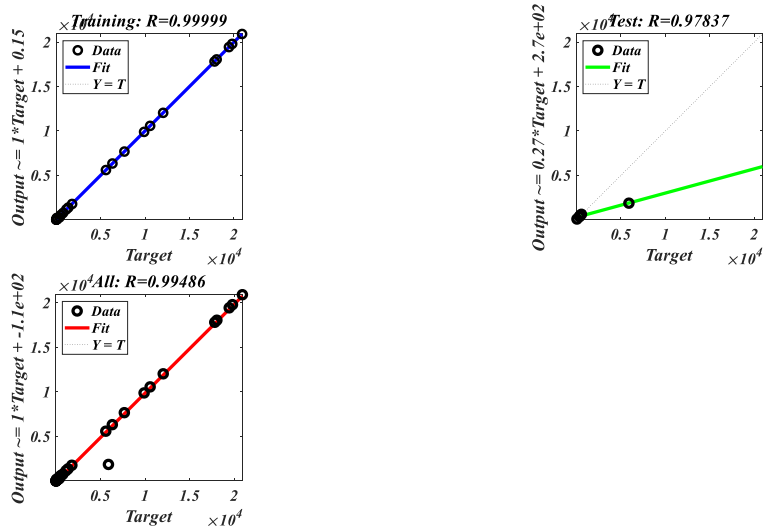 ×10⁴
Training: R=0.99999
Output ~= 1*Target + 0.15
2
1.5
1
0.5
Data
Fit
Y = T
0.5 1 1.5 2
Target
×10⁴
×10⁴
Test: R=0.97837
Output ~= 0.27*Target + 2.7e+02
2
1.5
1
0.5
Data
Fit
Y = T
0.5 1 1.5 2
Target
×10⁴
×10⁴
All: R=0.99486
Output ~= 1*Target + -1.1e+02
2
1.5
1
0.5
Data
Fit
Y = T
0.5 1 1.5 2
Target
×10⁴